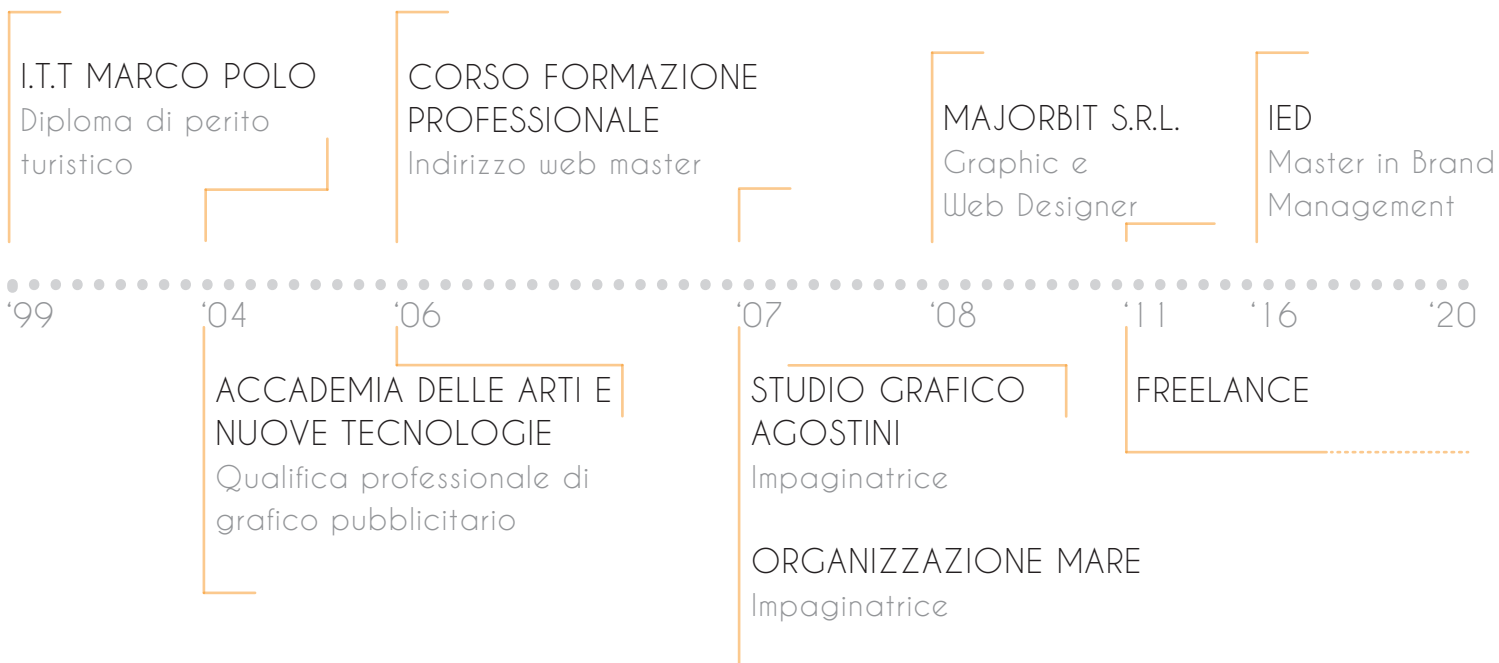 I.T.T MARCO POLO
Diploma di perito
turistico
CORSO FORMAZIONE
PROFESSIONALE
Indirizzo web master
MAJORBIT S.R.L.
Graphic e
Web Designer
IED
Master in Brand
Management
‘99
‘04
‘06
‘07
‘08
‘11
‘16
‘20
ACCADEMIA DELLE ARTI E
NUOVE TECNOLOGIE
Qualifica professionale di
grafico pubblicitario
STUDIO GRAFICO
AGOSTINI
Impaginatrice
ORGANIZZAZIONE MARE
Impaginatrice
FREELANCE